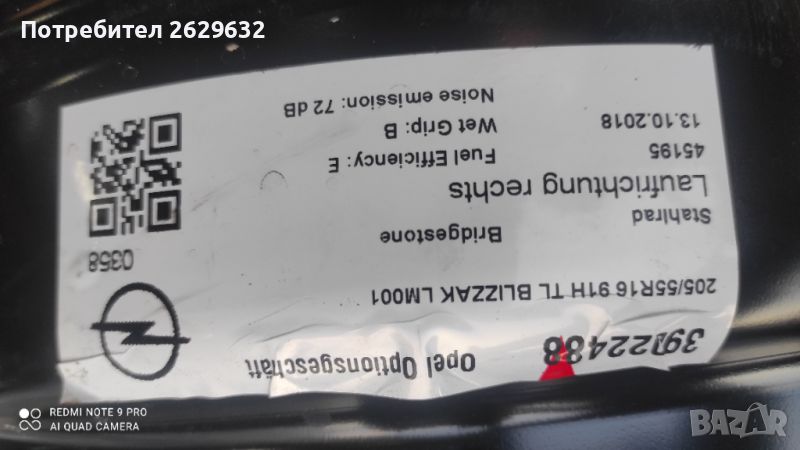 Потребител 2629632
39122488
Opel Optionsgeschäft
205/55R16 91H TL BLIZZAK LM001
Stahlrad
Bridgestone
0358
Laufrichtung rechts
45195
Fuel Efficiency: E
13.10.2018
Wet Grip: B
Noise emission: 72 dB
REDMI NOTE 9 PRO
AI QUAD CAMERA
BAZAR